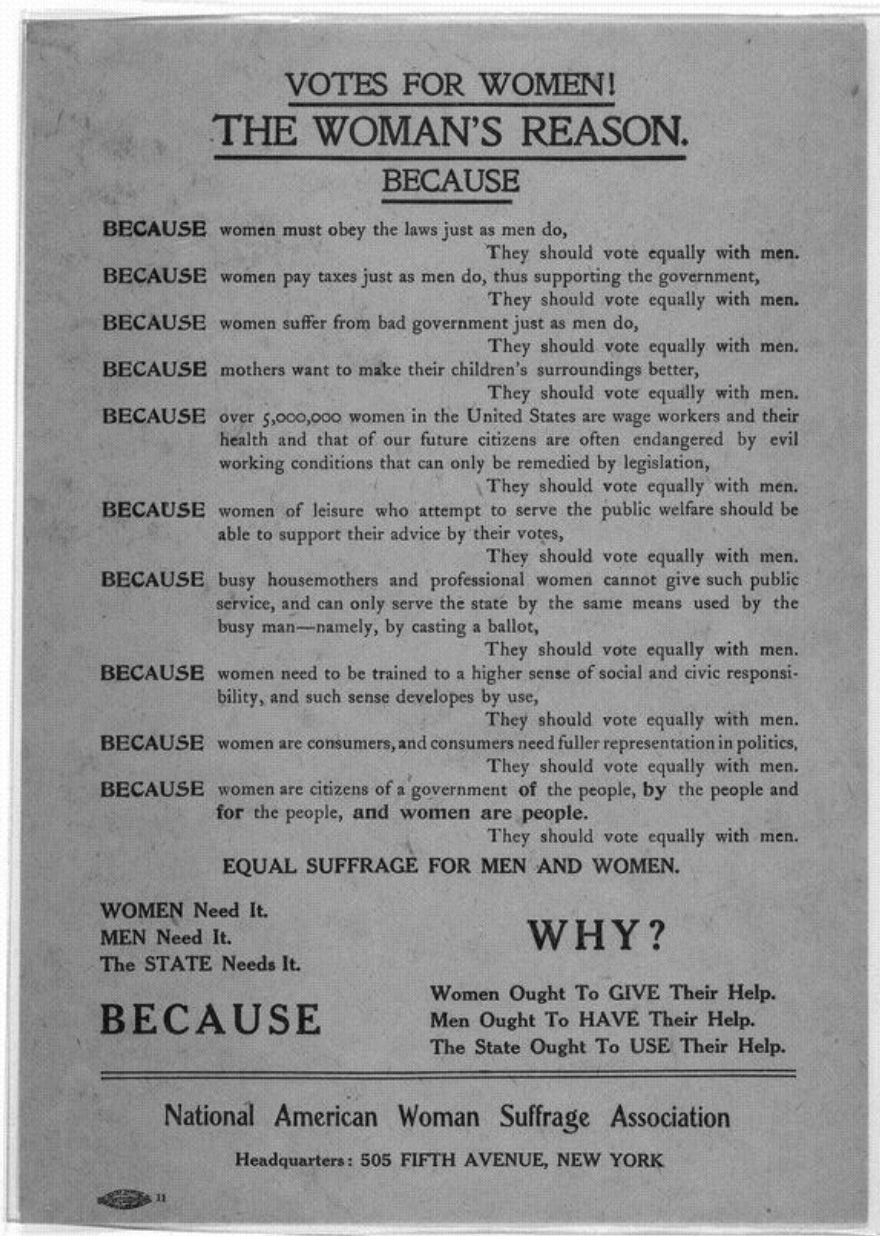 VOTES FOR WOMEN!
THE WOMAN'S REASON.
BECAUSE
BECAUSE women must obey the laws just as men do,
They should vote equally with men.
BECAUSE women pay taxes just as men do, thus supporting the government,
They should vote equally with men.
BECAUSE women suffer from bad government just as men do,
They should vote equally with men.
BECAUSE mothers want to make their children's surroundings better,
They should vote equally with men.
BECAUSE over 5,000,000 women in the United States are wage workers and their
health and that of our future citizens are often endangered by evil
working conditions that can only be remedied by legislation,
They should vote equally with men.
BECAUSE women of leisure who attempt to serve the public welfare should be
able to support their advice by their votes,
They should vote equally with men.
BECAUSE busy housemothers and professional women cannot give such public
service, and can only serve the state by the same means used by the
busy man—namely, by casting a ballot,
They should vote equally with men.
BECAUSE women need to be trained to a higher sense of social and civic responsi-
bility, and such sense developes by use,
They should vote equally with men.
BECAUSE women are consumers, and consumers need fuller representation in politics,
They should vote equally with men.
BECAUSE women are citizens of a government of the people, by the people and
for the people, and women are people.
They should vote equally with men.
EQUAL SUFFRAGE FOR MEN AND WOMEN.
WOMEN Need It.
MEN Need It.
The STATE Needs It.
WHY?
BECAUSE
Women Ought To GIVE Their Help.
Men Ought To HAVE Their Help.
The State Ought To USE Their Help.
National American Woman Suffrage Association
Headquarters: 505 FIFTH AVENUE, NEW YORK
11